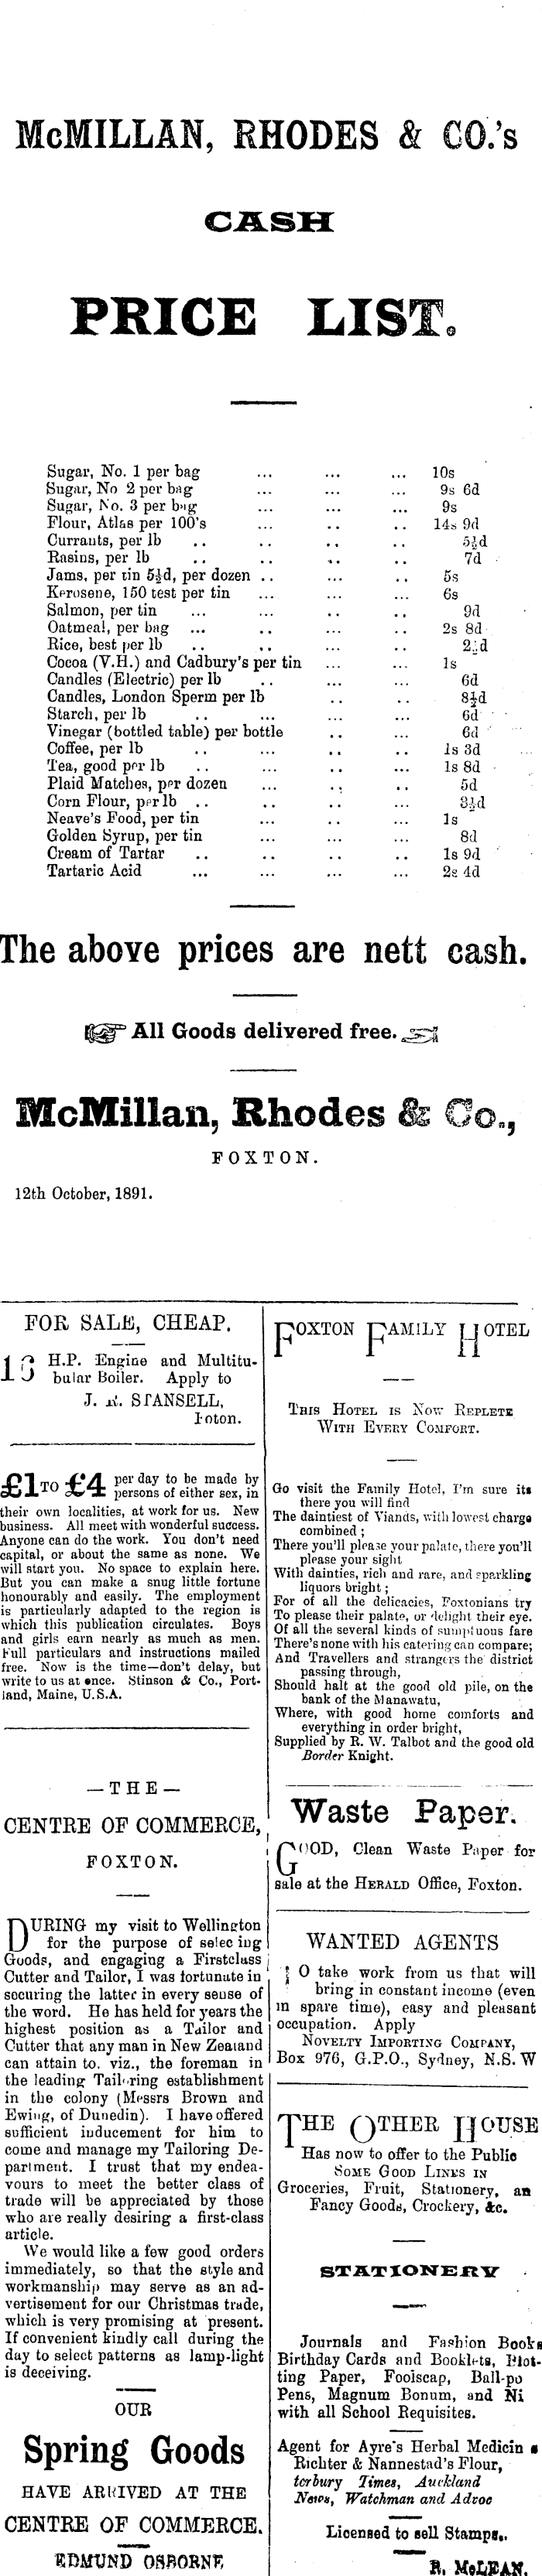 McMILLAN, RHODES & CO.'s
CASH
PRICE LIST.
Sugar, No. 1 per bag ... ... ... 10s
Sugar, No 2 per bag ... ... ... 9s 6d
Sugar, No. 3 per bag ... ... ... 9s
Flour, Atlas per 100's ... .. .. 14s 9d
Currants, per lb .. .. .. .. 5½d
Rasins, per lb .. .. .. .. 7d
Jams, per tin 5½d, per dozen .. ... .. 5s
Kerosene, 150 test per tin ... ... ... 6s
Salmon, per tin ... ... ... .. 9d
Oatmeal, per bag ... .. ... .. 2s 8d
Rice, best per lb .. .. ... ..
Cocoa (V.H.) and Cadbury's per tin ... ... 1s
Candles (Electric) per lb .. ... ... 6d
Candles, London Sperm per lb .. .. 8½d
Starch, per lb .. ... ... ... 6d
Vinegar (bottled table) per bottle .. ... 6d
Coffee, per lb .. ... .. .. 1s 3d
Tea, good per lb .. .. ... 1s 8d
Plaid Matches, per dozen ... .. ... 5d
Corn Flour, per lb .. .. .. ... 3½d
Neave's Food, per tin ... .. ... 1s
Golden Syrup, per tin ... ... ... 8d
Cream of Tartar .. .. .. .. 1s 9d
Tartaric Acid ... ... ... ... 2s 4d
The above prices are nett cash.
All Goods delivered free.
McMillan, Rhodes & Co.,
FOXTON.
12th October, 1891.
FOR SALE, CHEAP.
16 H.P. Engine and Multitu-
bular Boiler. Apply to
J. R. STANSELL,
Foxton.
£1 TO £4 per day to be made by
persons of either sex, in
their own localities, at work for us. New
business. All meet with wonderful success.
Anyone can do the work. You don't need
capital, or about the same as none. We
will start you. No space to explain here.
But you can make a snug little fortune
honourably and easily. The employment
is particularly adapted to the region is
which this publication circulates. Boys
and girls earn nearly as much as men.
Full particulars and instructions mailed
free. Now is the time—don't delay, but
write to us at once. Stinson & Co., Port-
land, Maine, U.S.A.
—THE—
CENTRE OF COMMERCE,
FOXTON.
DURING my visit to Wellington
for the purpose of selec ing
Goods, and engaging a Firstclass
Cutter and Tailor, I was fortunate in
securing the latter in every sense of
the word. He has held for years the
highest position as a Tailor and
Cutter that any man in New Zealand
can attain to. viz., the foreman in
the leading Tailoring establishment
in the colony (Messrs Brown and
Ewing, of Dunedin). I have offered
sufficient inducement for him to
come and manage my Tailoring De-
partment. I trust that my endea-
vours to meet the better class of
trade will be appreciated by those
who are really desiring a first-class
article.
We would like a few good orders
immediately, so that the style and
workmanship may serve as an ad-
vertisement for our Christmas trade,
which is very promising at present.
If convenient kindly call during the
day to select patterns as lamp-light
is deceiving.
OUR
Spring Goods
HAVE ARRIVED AT THE
CENTRE OF COMMERCE.
EDMUND OSBORNE
FOXTON FAMILY HOTEL
THIS HOTEL IS NOW REPLETE
WITH EVERY COMFORT.
Go visit the Family Hotel, I'm sure its
there you will find
The daintiest of Viands, with lowest charge
combined ;
There you'll please your palate, there you'll
please your sight
With dainties, rich and rare, and sparkling
liquors bright ;
For of all the delicacies, Foxtonians try
To please their palate, or delight their eye.
Of all the several kinds of sumptuous fare
There's none with his catering can compare;
And Travellers and strangers the district
passing through,
Should halt at the good old pile, on the
bank of the Manawatu,
Where, with good home comforts and
everything in order bright,
Supplied by R. W. Talbot and the good old
Border Knight.
Waste Paper.
GOOD, Clean Waste Paper for
sale at the HERALD Office, Foxton.
WANTED AGENTS
TO take work from us that will
bring in constant income (even
in spare time), easy and pleasant
occupation. Apply
NOVELTY IMPORTING COMPANY,
Box 976, G.P.O., Sydney, N.S.W
THE OTHER HOUSE
Has now to offer to the Public
SOME GOOD LINES IN
Groceries, Fruit, Stationery, an
Fancy Goods, Crockery, &c.
STATIONERY
Journals and Fashion Books
Birthday Cards and Booklets, Blot-
ting Paper, Foolscap, Ball-po
Pens, Magnum Bonum, and Ni
with all School Requisites.
Agent for Ayre's Herbal Medicin
Richter & Nannestad's Flour,
terbury Times, Auckland
News, Watchman and Advoc
Licensed to sell Stamps.
R. McLEAN.